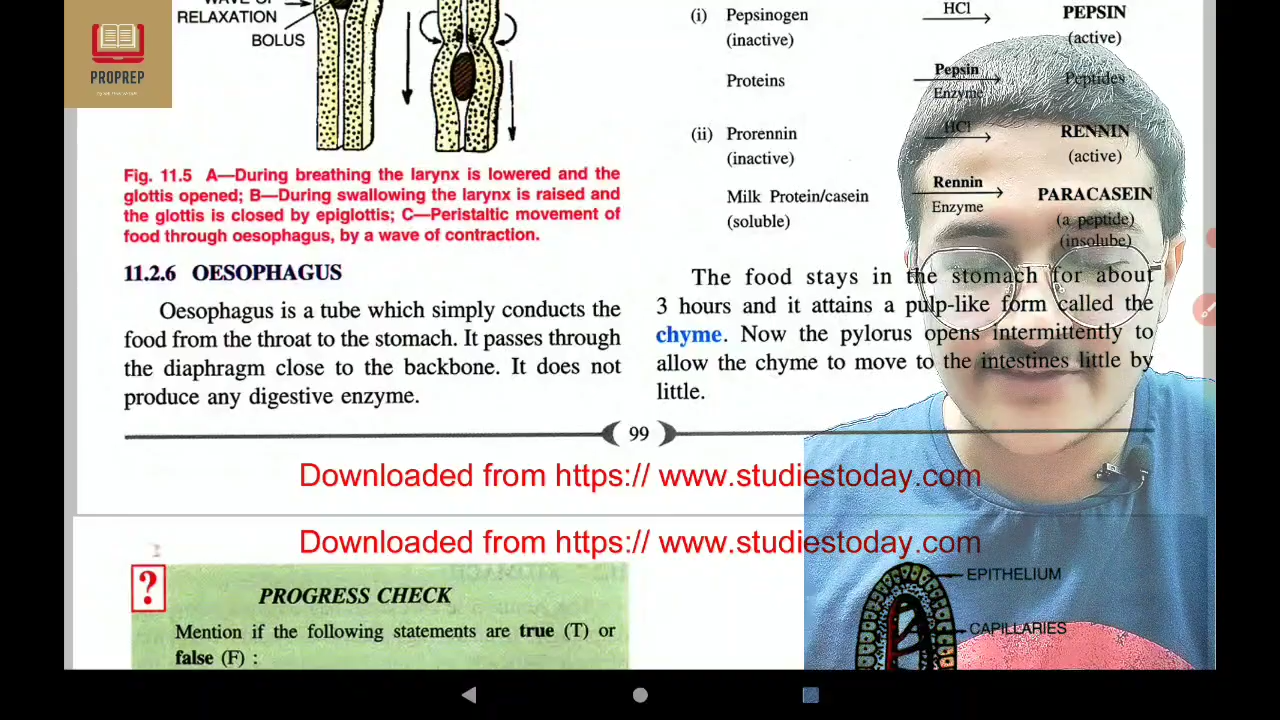 WAVE OF
RELAXATION
BOLUS
PROPREP
Fig. 11.5 A—During breathing the larynx is lowered and the
glottis opened; B—During swallowing the larynx is raised and
the glottis is closed by epiglottis; C—Peristaltic movement of
food through oesophagus, by a wave of contraction.
11.2.6 OESOPHAGUS
Oesophagus is a tube which simply conducts the
food from the throat to the stomach. It passes through
the diaphragm close to the backbone. It does not
produce any digestive enzyme.
(i) Pepsinogen HCl PEPSIN
(inactive) (active)
Proteins Pepsin Peptides
Enzyme
(ii) Prorennin HCl RENNIN
(inactive) (active)
Milk Protein/casein Rennin PARACASEIN
(soluble) Enzyme (a peptide)
(insolube)
The food stays in the stomach for about
3 hours and it attains a pulp-like form called the
chyme. Now the pylorus opens intermittently to
allow the chyme to move to the intestines little by
little.
99
Downloaded from https:// www.studiestoday.com
Downloaded from https:// www.studiestoday.com
?
PROGRESS CHECK
Mention if the following statements are true (T) or
false (F) :
EPITHELIUM
CAPILLARIES